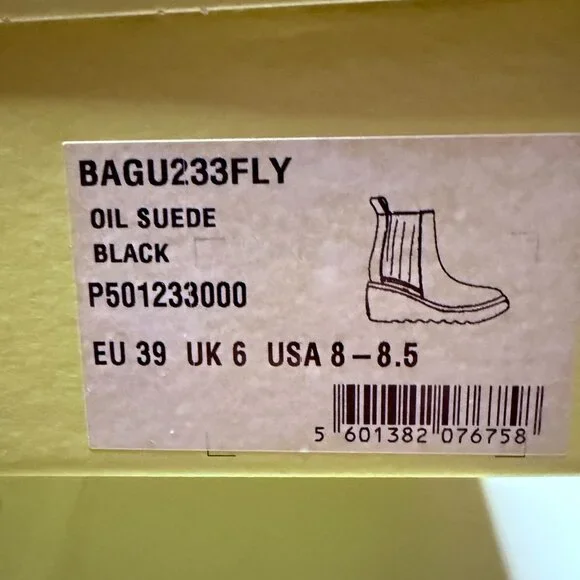 BAGU233FLY
OIL SUEDE
BLACK
P501233000
EU 39 UK 6 USA 8 – 8.5
5 601382 076758